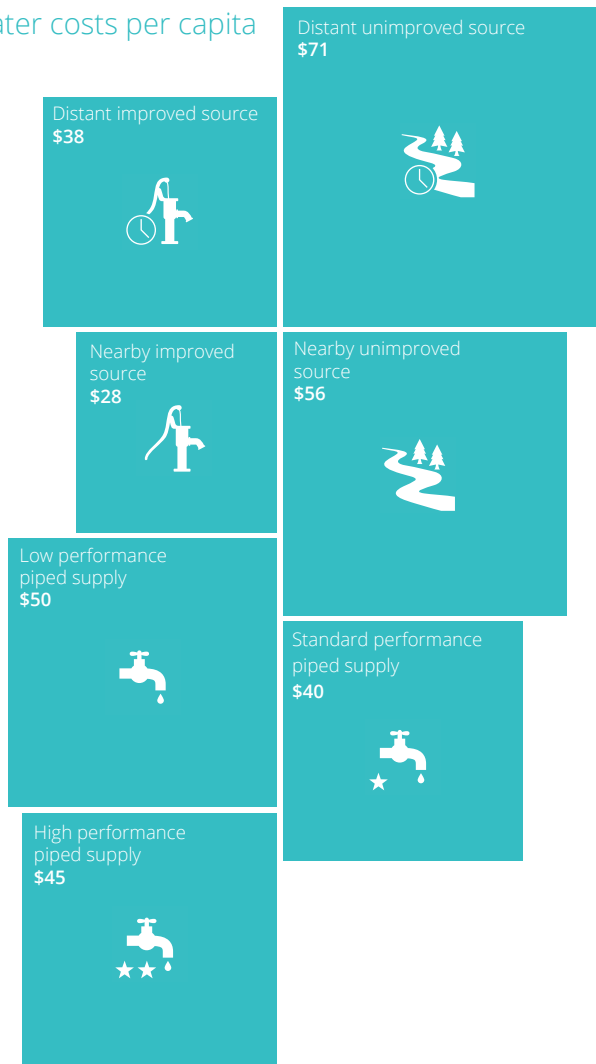 costs per capita
Distant unimproved source
$71
Distant improved source
$38
Nearby improved
source
$28
Nearby unimproved
source
$56
Low performance
piped supply
$50
Standard performance
piped supply
$40
High performance
piped supply
$45